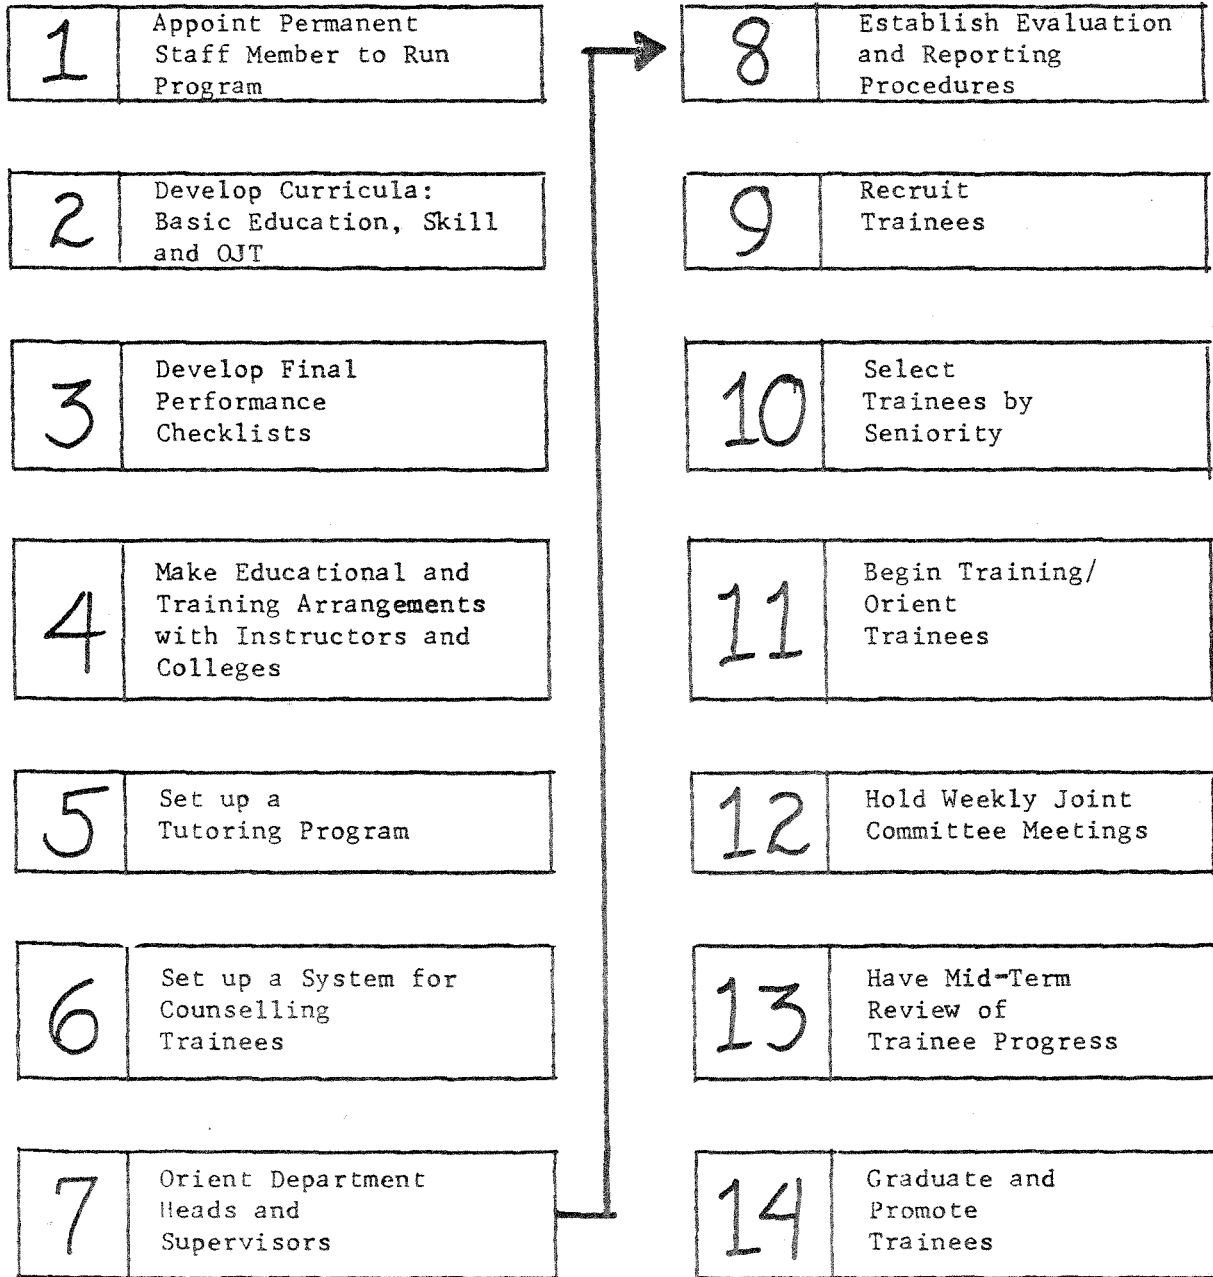 1
Appoint Permanent
Staff Member to Run
Program
2
Develop Curricula:
Basic Education, Skill
and OJT
3
Develop Final
Performance
Checklists
4
Make Educational and
Training Arrangements
with Instructors and
Colleges
5
Set up a
Tutoring Program
6
Set up a System for
Counselling
Trainees
7
Orient Department
Heads and
Supervisors
8
Establish Evaluation
and Reporting
Procedures
9
Recruit
Trainees
10
Select
Trainees by
Seniority
11
Begin Training/
Orient
Trainees
12
Hold Weekly Joint
Committee Meetings
13
Have Mid-Term
Review of
Trainee Progress
14
Graduate and
Promote
Trainees